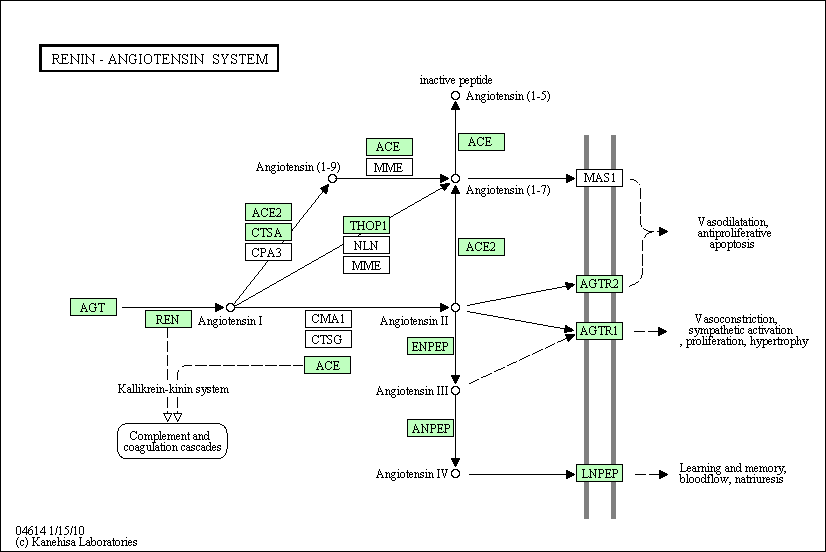 RENIN - ANGIOTENSIN SYSTEM
inactive peptide
Angiotensin (1-5)
ACE
ACE
MME
Angiotensin (1-9)
Angiotensin (1-7)
MAS1
ACE2
CTSA
CPA3
THOP1
NLN
MME
ACE2
Vasodilatation,
antiproliferative
apoptosis
AGTR2
AGT
REN
Angiotensin I
CMA1
CTSG
ACE
Angiotensin II
AGTR1
Vasoconstriction,
sympathetic activation
, proliferation, hypertrophy
ENPEP
Kallikrein-kinin system
Angiotensin III
Complement and
coagulation cascades
ANPEP
Angiotensin IV
LNPEP
Learning and memory,
bloodflow, natriuresis
04614 1/15/10
(c) Kanehisa Laboratories